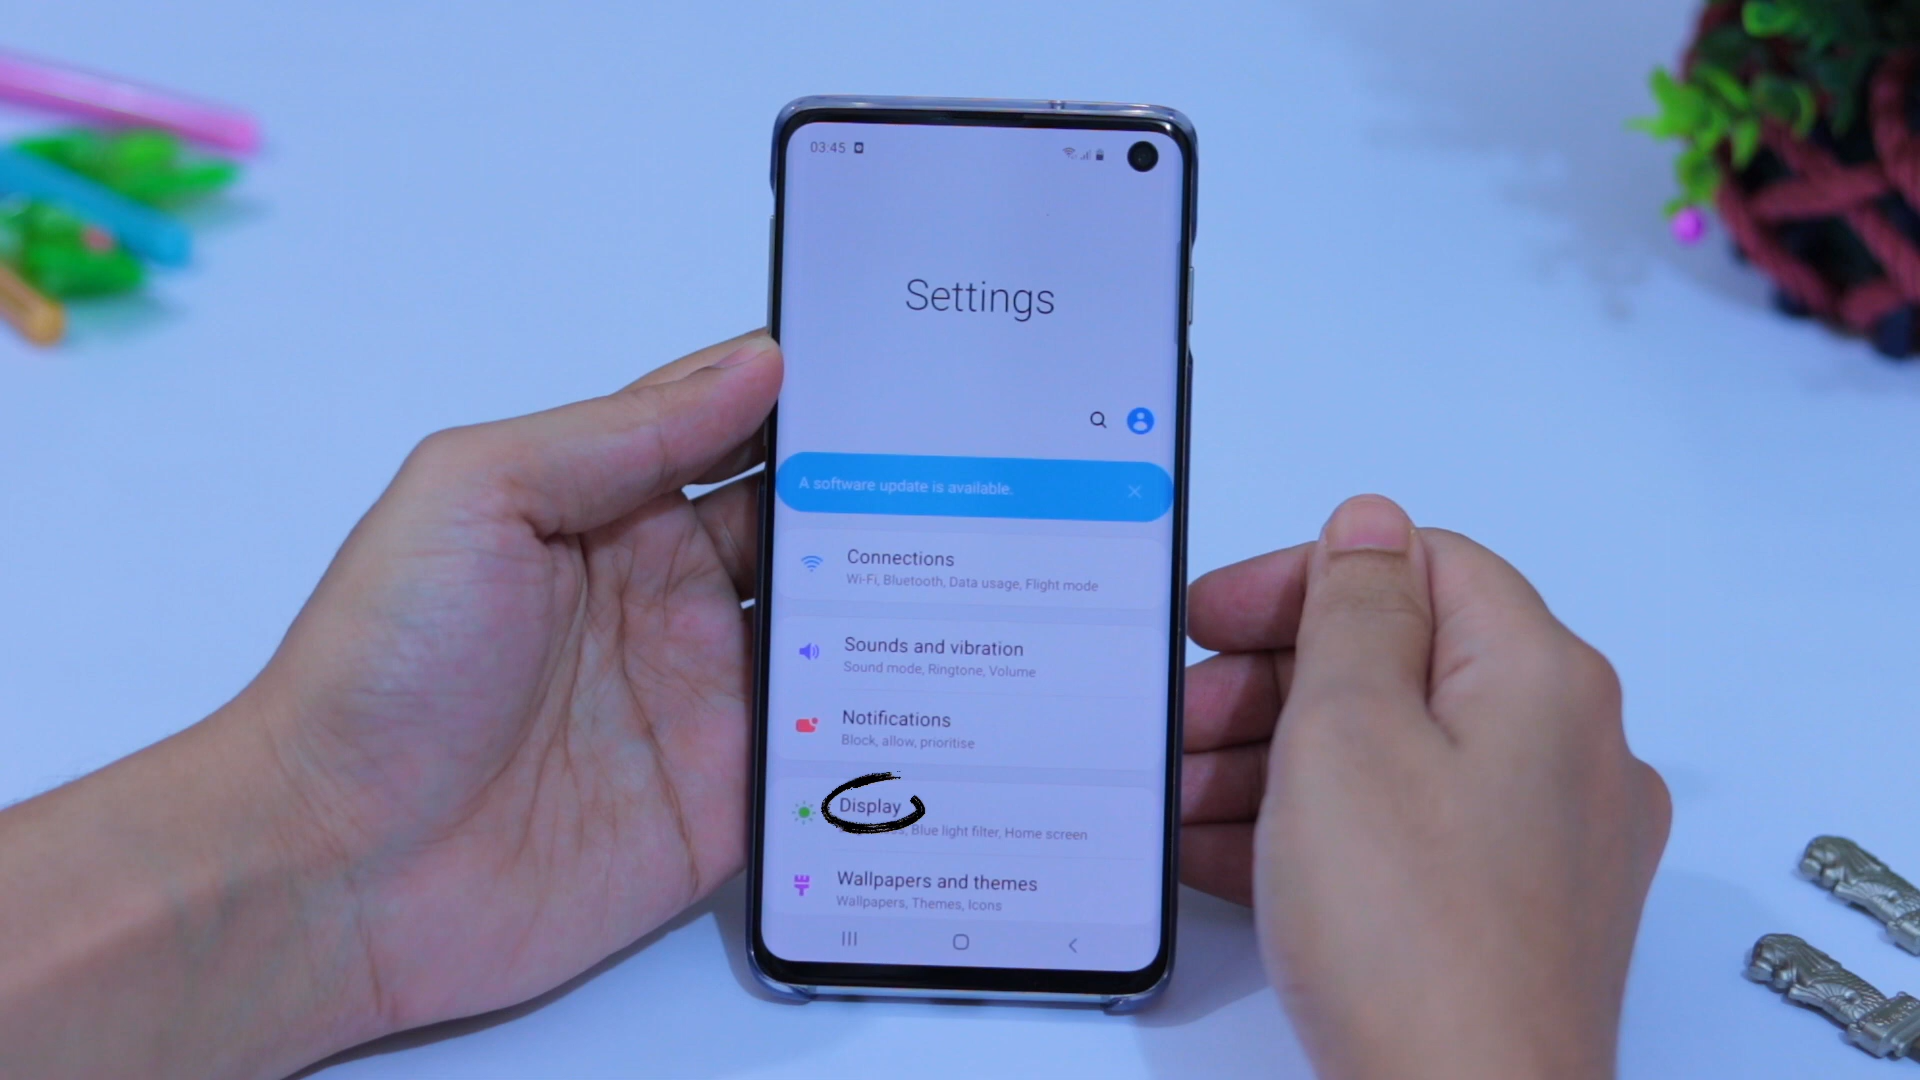 03:45
Settings
A software update is available.
Connections
Wi-Fi, Bluetooth, Data usage, Flight mode
Sounds and vibration
Sound mode, Ringtone, Volume
Notifications
Block, allow, prioritise
Display
Blue light filter, Home screen
Wallpapers and themes
Wallpapers, Themes, Icons